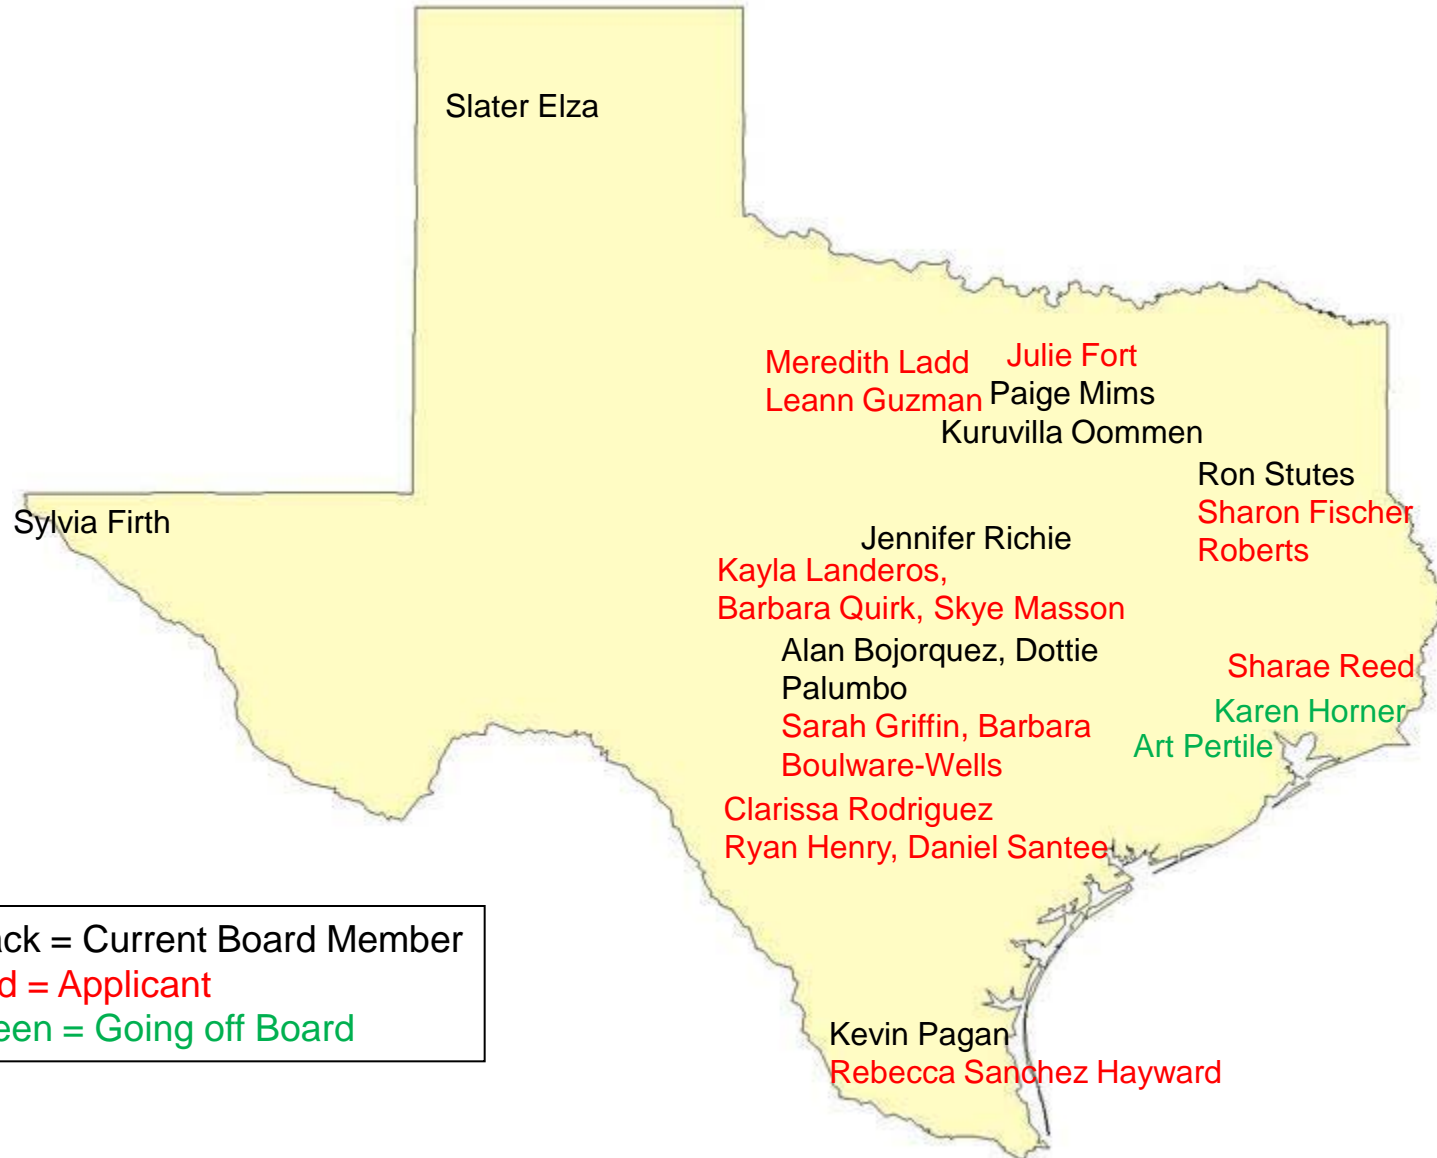 Slater Elza
Meredith Ladd
Julie Fort
Leann Guzman
Paige Mims
Kuruvilla Oommen
Ron Stutes
Sharon Fischer
Roberts
Sylvia Firth
Jennifer Richie
Kayla Landeros,
Barbara Quirk, Skye Masson
Alan Bojorquez, Dottie
Palumbo
Sarah Griffin, Barbara
Boulware-Wells
Sharae Reed
Karen Horner
Art Pertile
Clarissa Rodriguez
Ryan Henry, Daniel Santee
ack = Current Board Member
d = Applicant
een = Going off Board
Kevin Pagan
Rebecca Sanchez Hayward